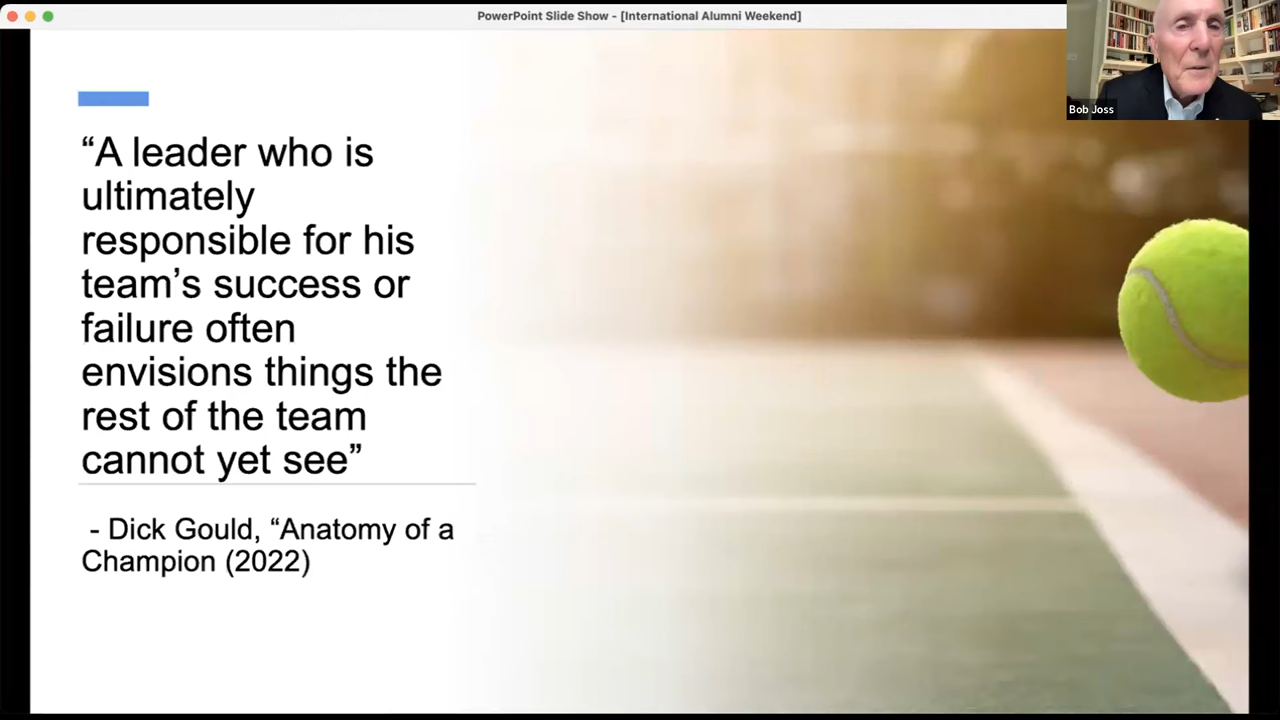 PowerPoint Slide Show - [International Alumni Weekend]
Bob Joss
“A leader who is
ultimately
responsible for his
team’s success or
failure often
envisions things the
rest of the team
cannot yet see”
- Dick Gould, “Anatomy of a
Champion (2022)